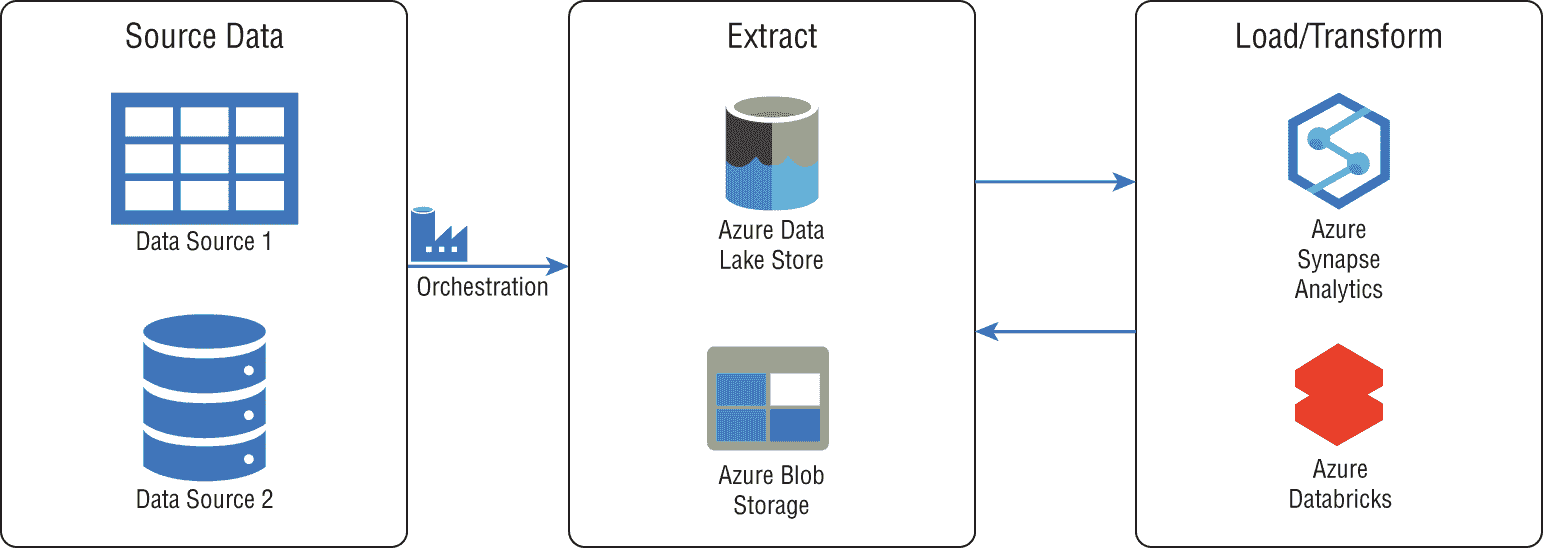 Source Data
Data Source 1
Data Source 2
Orchestration
Extract
Azure Data
Lake Store
Azure Blob
Storage
Load/Transform
Azure
Synapse
Analytics
Azure
Databricks